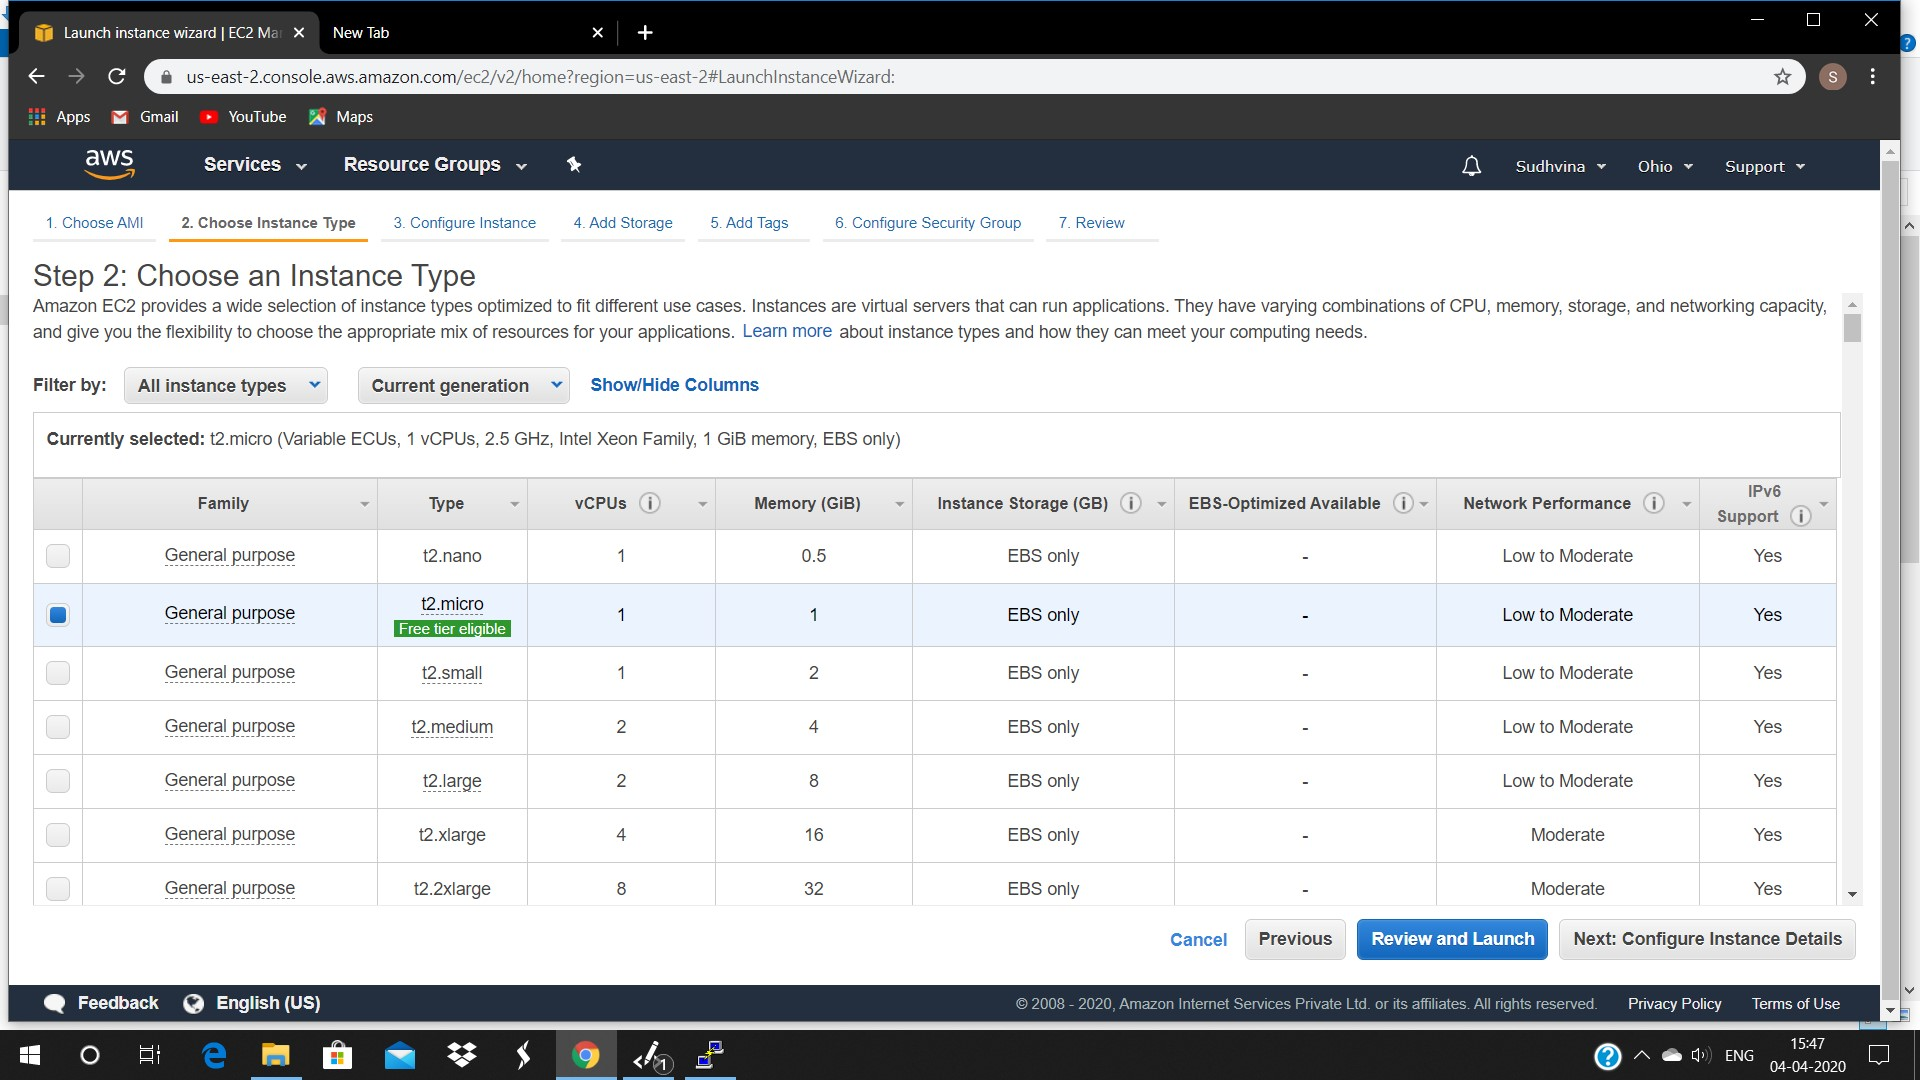 Launch instance wizard | EC2 Ma
New Tab
us-east-2.console.aws.amazon.com/ec2/v2/home?region=us-east-2#LaunchInstanceWizard:
S
Apps Gmail YouTube Maps
aws Services Resource Groups Sudhvina Ohio Support
1. Choose AMI 2. Choose Instance Type 3. Configure Instance 4. Add Storage 5. Add Tags 6. Configure Security Group 7. Review
Step 2: Choose an Instance Type
Amazon EC2 provides a wide selection of instance types optimized to fit different use cases. Instances are virtual servers that can run applications. They have varying combinations of CPU, memory, storage, and networking capacity,
and give you the flexibility to choose the appropriate mix of resources for your applications. Learn more about instance types and how they can meet your computing needs.
Filter by: All instance types Current generation Show/Hide Columns
Currently selected: t2.micro (Variable ECUs, 1 vCPUs, 2.5 GHz, Intel Xeon Family, 1 GiB memory, EBS only)
Family Type vCPUs Memory (GiB) Instance Storage (GB) EBS-Optimized Available Network Performance IPv6 Support
General purpose t2.nano 1 0.5 EBS only - Low to Moderate Yes
General purpose t2.micro 1 1 EBS only - Low to Moderate Yes
Free tier eligible
General purpose t2.small 1 2 EBS only - Low to Moderate Yes
General purpose t2.medium 2 4 EBS only - Low to Moderate Yes
General purpose t2.large 2 8 EBS only - Low to Moderate Yes
General purpose t2.xlarge 4 16 EBS only - Moderate Yes
General purpose t2.2xlarge 8 32 EBS only - Moderate Yes
Cancel Previous Review and Launch Next: Configure Instance Details
Feedback English (US) © 2008 - 2020, Amazon Internet Services Private Ltd. or its affiliates. All rights reserved. Privacy Policy Terms of Use
1
ENG
15:47
04-04-2020